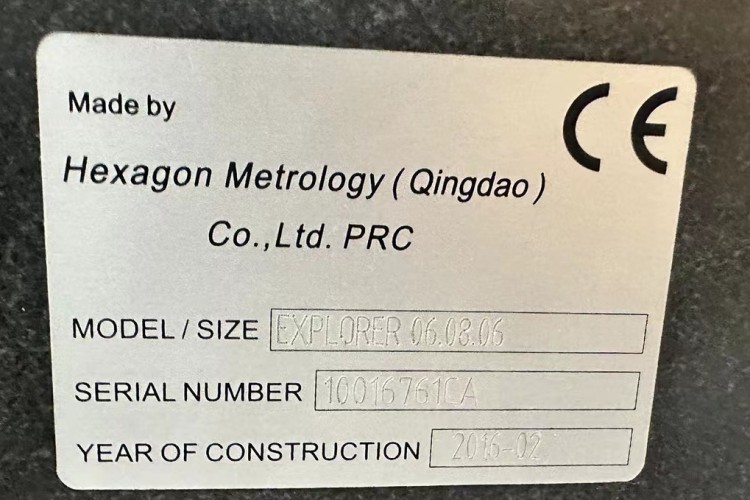 Made by
CE
Hexagon Metrology (Qingdao)
Co.,Ltd. PRC
MODEL / SIZE EXPLORER 06.08.06
SERIAL NUMBER 10016761CA
YEAR OF CONSTRUCTION 2016-02